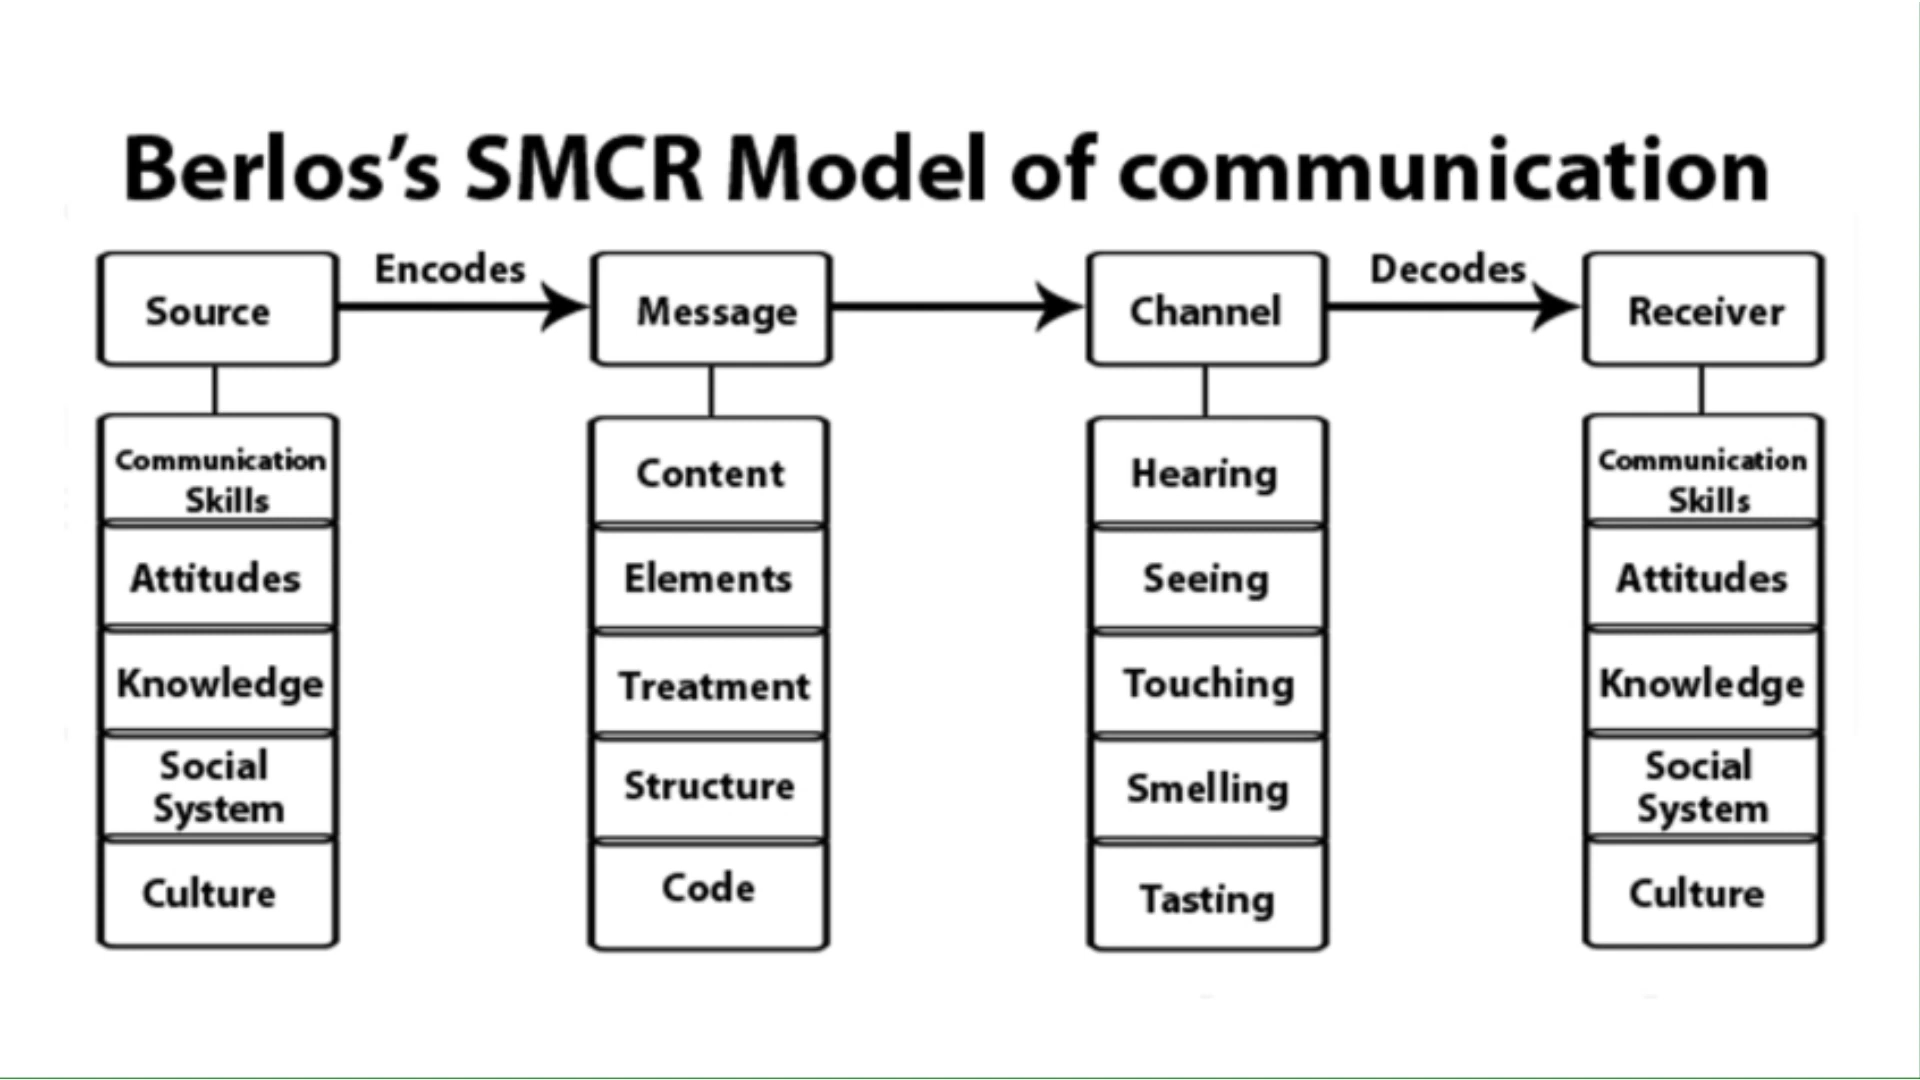 Berlos's SMCR Model of communication
Source
Encodes
Message
Channel
Decodes
Receiver
Communication
Skills
Attitudes
Knowledge
Social
System
Culture
Content
Elements
Treatment
Structure
Code
Hearing
Seeing
Touching
Smelling
Tasting
Communication
Skills
Attitudes
Knowledge
Social
System
Culture